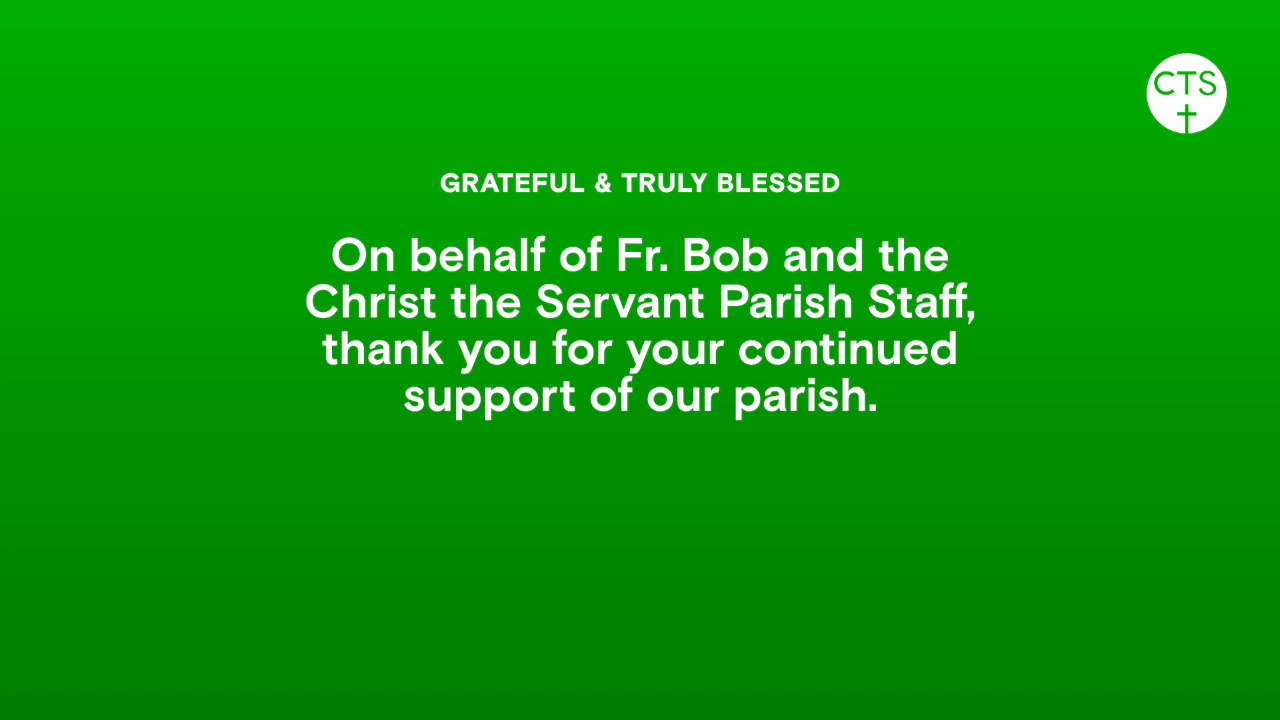 CTS
GRATEFUL & TRULY BLESSED
On behalf of Fr. Bob and the
Christ the Servant Parish Staff,
thank you for your continued
support of our parish.